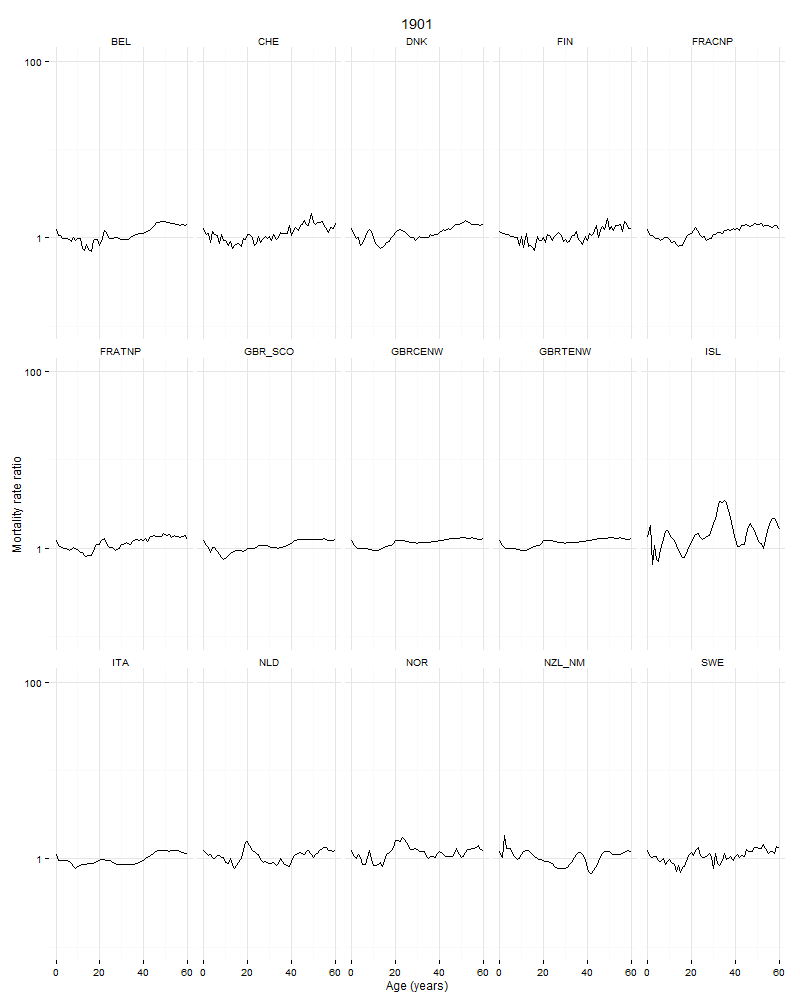 1901
BEL CHE DNK FIN FRACNP
100
1
FRATNP GBR_SCO GBRCENW GBRTENW ISL
100
1
Mortality rate ratio
ITA NLD NOR NZL_NM SWE
100
1
0 20 40 60 0 20 40 60 0 20 40 60 0 20 40 60 0 20 40 60
Age (years)